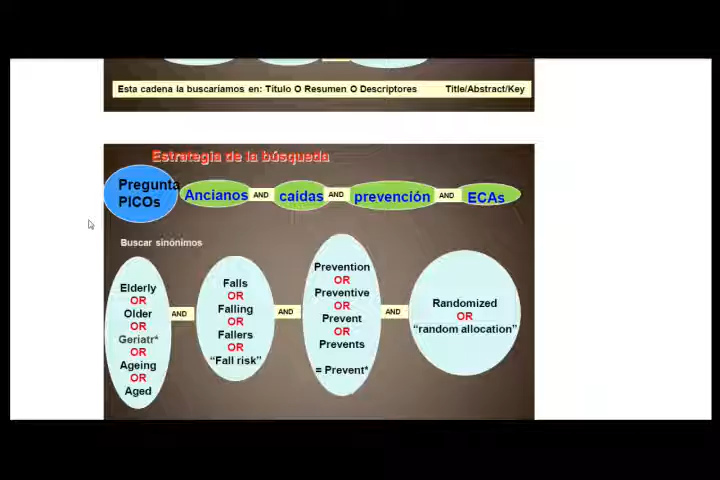 Esta cadena la buscaríamos en: Título O Resumen O Descriptores Title/Abstract/Key
Estrategia de la búsqueda
Pregunta
PICOs
Ancianos AND caídas AND prevención AND ECAs
Buscar sinónimos
Elderly
OR
Older
OR
Geriatr*
OR
Ageing
OR
Aged
AND
Falls
OR
Falling
OR
Fallers
OR
“Fall risk”
AND
Prevention
OR
Preventive
OR
Prevent
OR
Prevents
= Prevent*
AND
Randomized
OR
“random allocation”